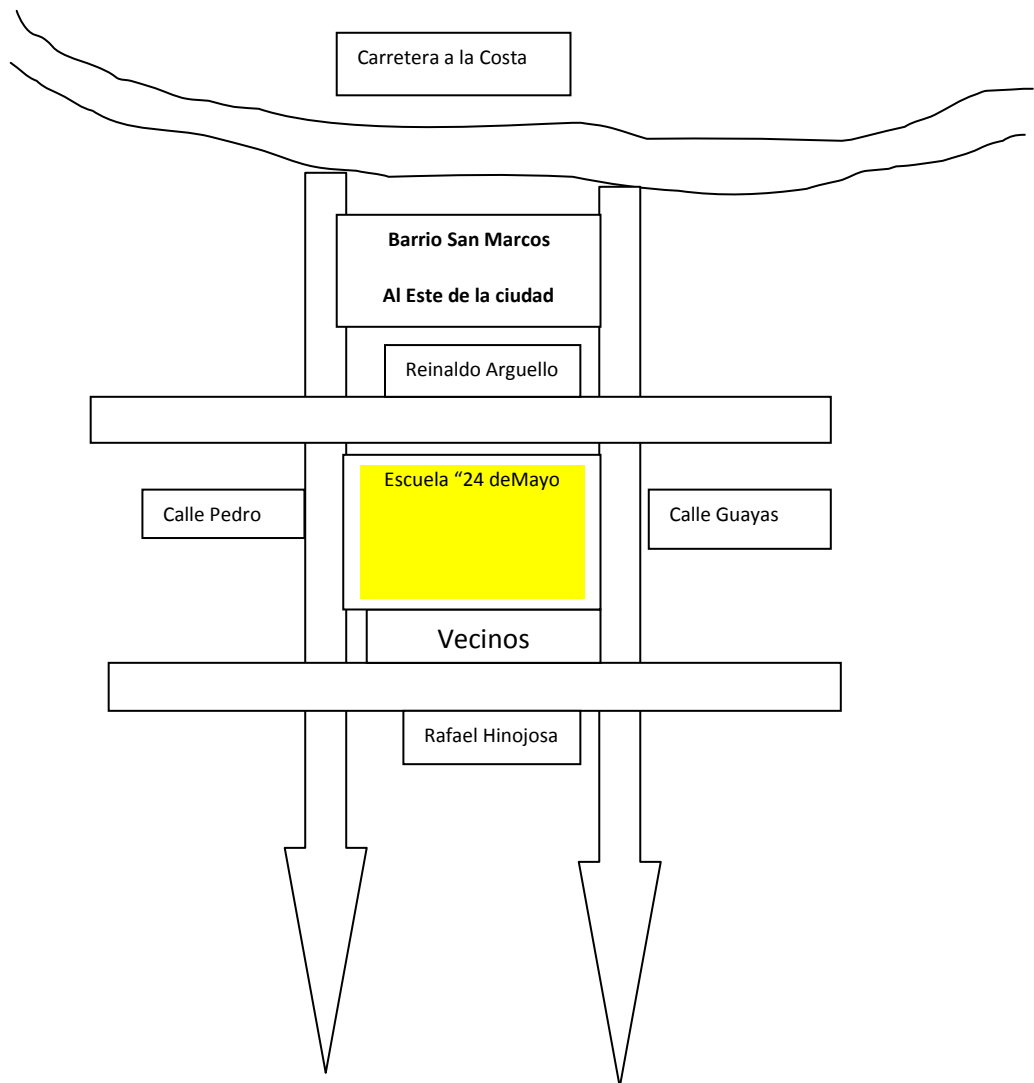 Carretera a la Costa
Barrio San Marcos
Al Este de la ciudad
Reinaldo Arguello
Escuela “24 deMayo
Calle Pedro
Calle Guayas
Vecinos
Rafael Hinojosa